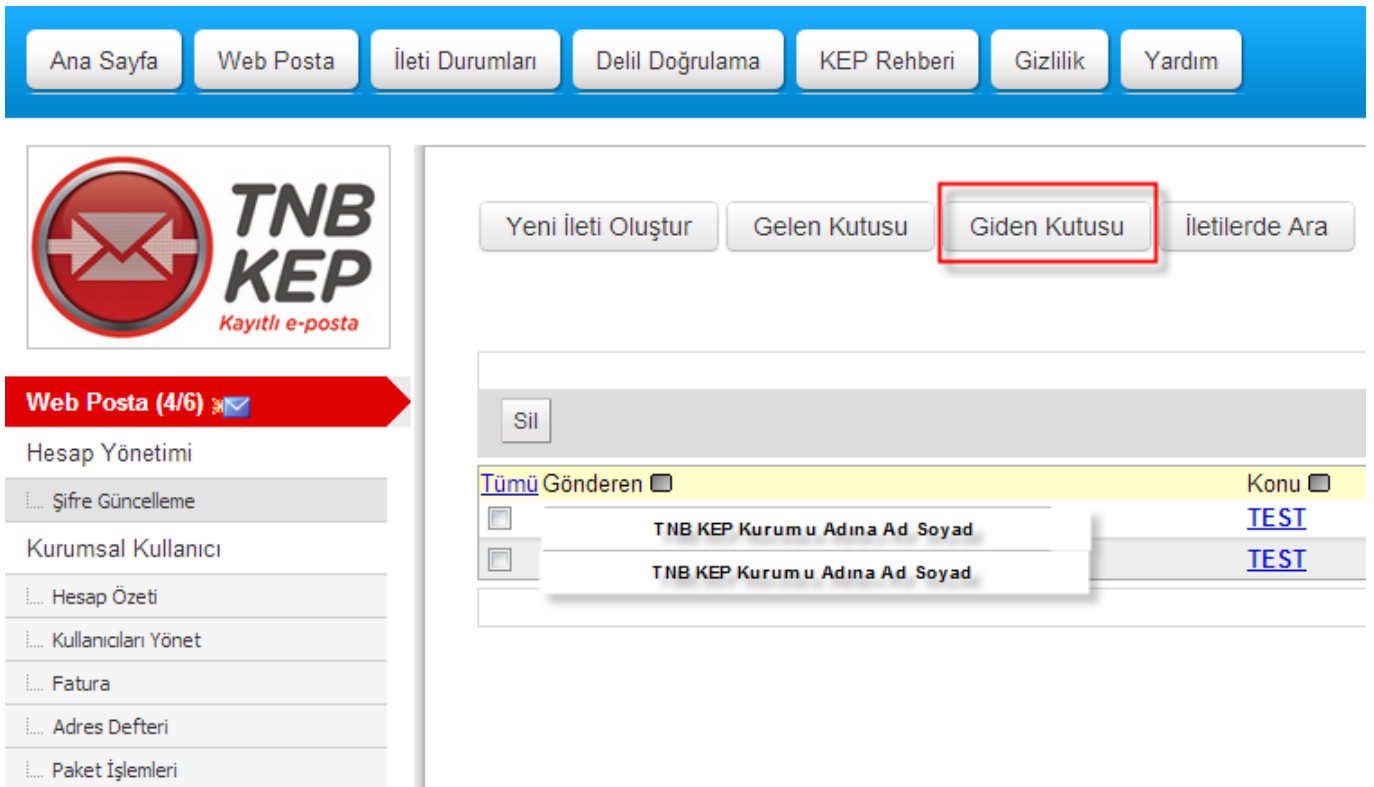 Ana Sayfa Web Posta İleti Durumları Delil Doğrulama KEP Rehberi Gizlilik Yardım
TNB
KEP
Kayıtlı e-posta
Yeni İleti Oluştur Gelen Kutusu Giden Kutusu İletilerde Ara
Web Posta (4/6)
Hesap Yönetimi
Şifre Güncelleme
Kurumsal Kullanıcı
Hesap Özeti
Kullanıcıları Yönet
Fatura
Adres Defteri
Paket İşlemleri
Sil
Tümü Gönderen Konu
TNB KEP Kurumu Adına Ad Soyad TEST
TNB KEP Kurumu Adına Ad Soyad TEST